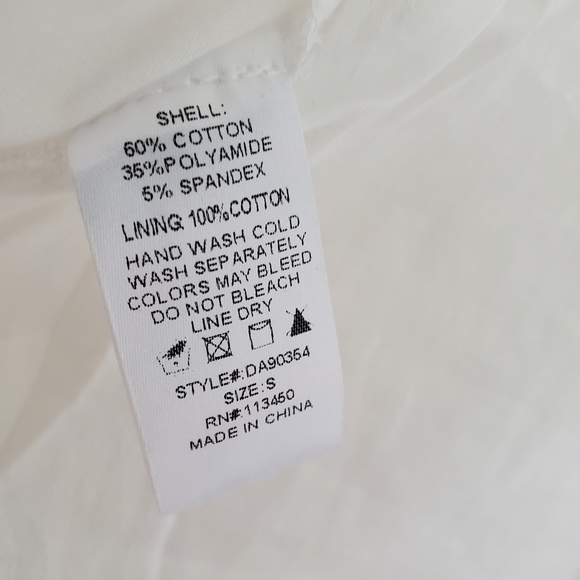 SHELL:
60% COTTON
35%POLYAMIDE
5% SPANDEX
LINING: 100%COTTON
HAND WASH COLD
WASH SEPARATELY
COLORS MAY BLEED
DO NOT BLEACH
LINE DRY
STYLE#:DA90354
SIZE:S
RN#:113450
MADE IN CHINA